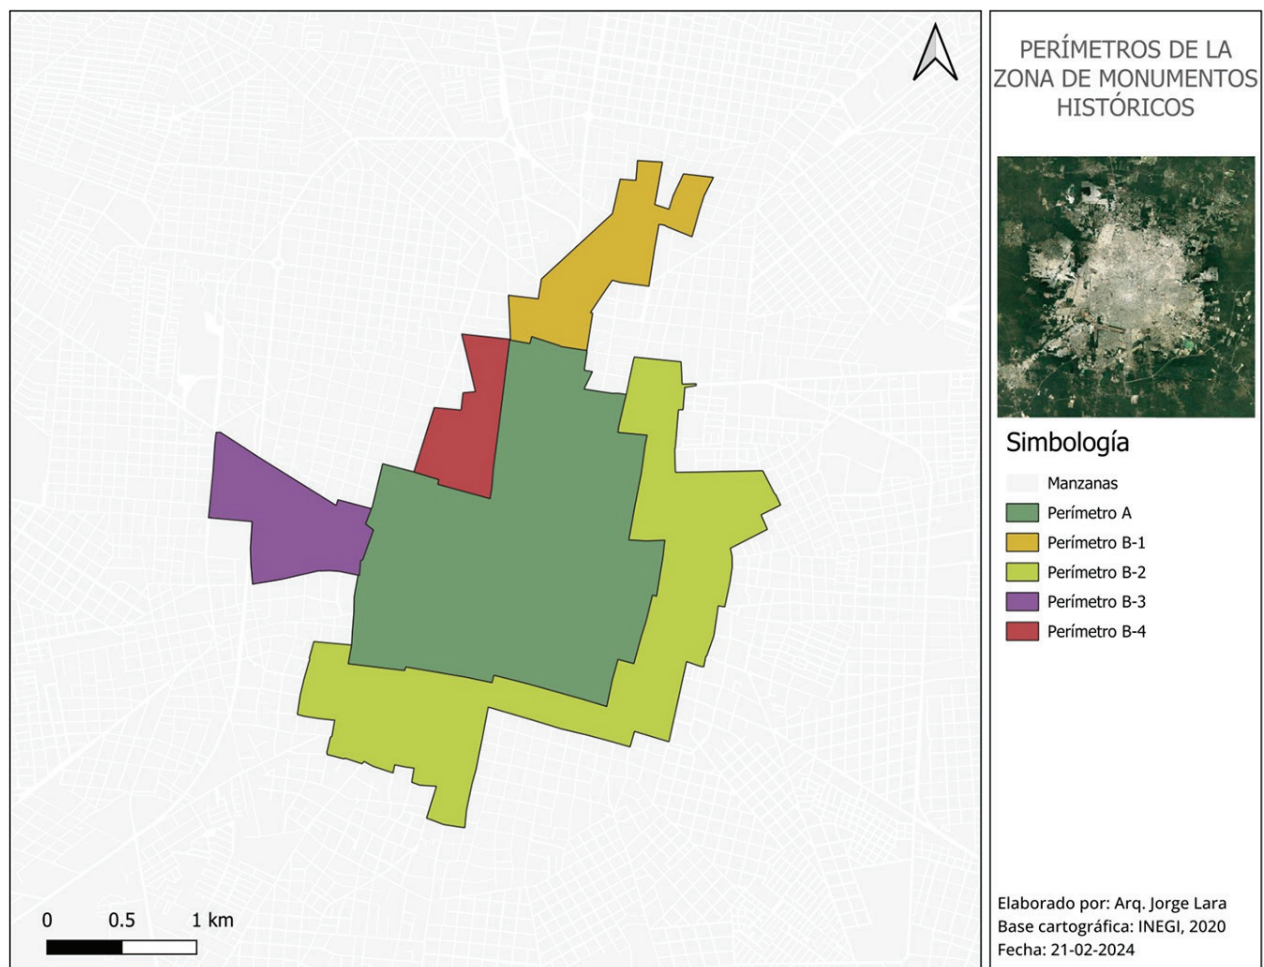 PERÍMETROS DE LA
ZONA DE MONUMENTOS
HISTÓRICOS
Simbología
Manzanas
Perímetro A
Perímetro B-1
Perímetro B-2
Perímetro B-3
Perímetro B-4
0 0.5 1 km
Elaborado por: Arq. Jorge Lara
Base cartográfica: INEGI, 2020
Fecha: 21-02-2024